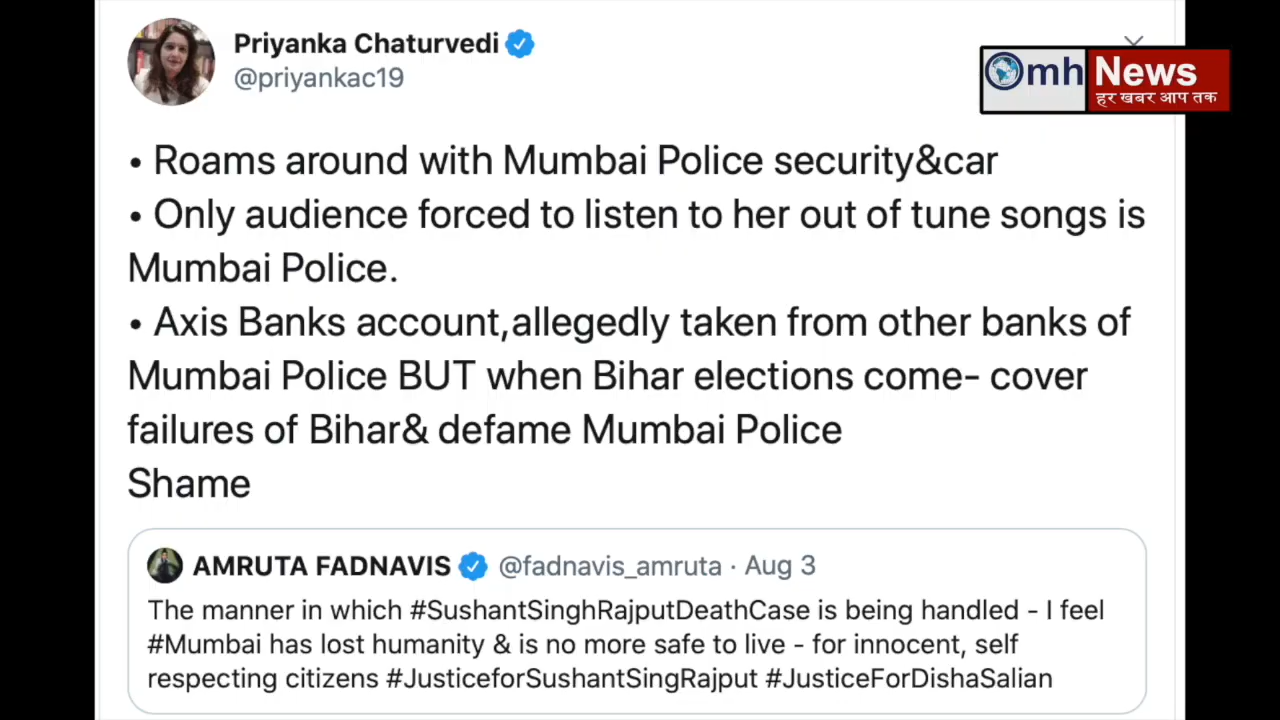 Priyanka Chaturvedi
@priyankac19
mh News
हर खबर आप तक
• Roams around with Mumbai Police security&car
• Only audience forced to listen to her out of tune songs is
Mumbai Police.
• Axis Banks account,allegedly taken from other banks of
Mumbai Police BUT when Bihar elections come- cover
failures of Bihar& defame Mumbai Police
Shame
AMRUTA FADNAVIS @fadnavis_amruta · Aug 3
The manner in which #SushantSinghRajputDeathCase is being handled - I feel
#Mumbai has lost humanity & is no more safe to live - for innocent, self
respecting citizens #JusticeforSushantSingRajput #JusticeForDishaSalian